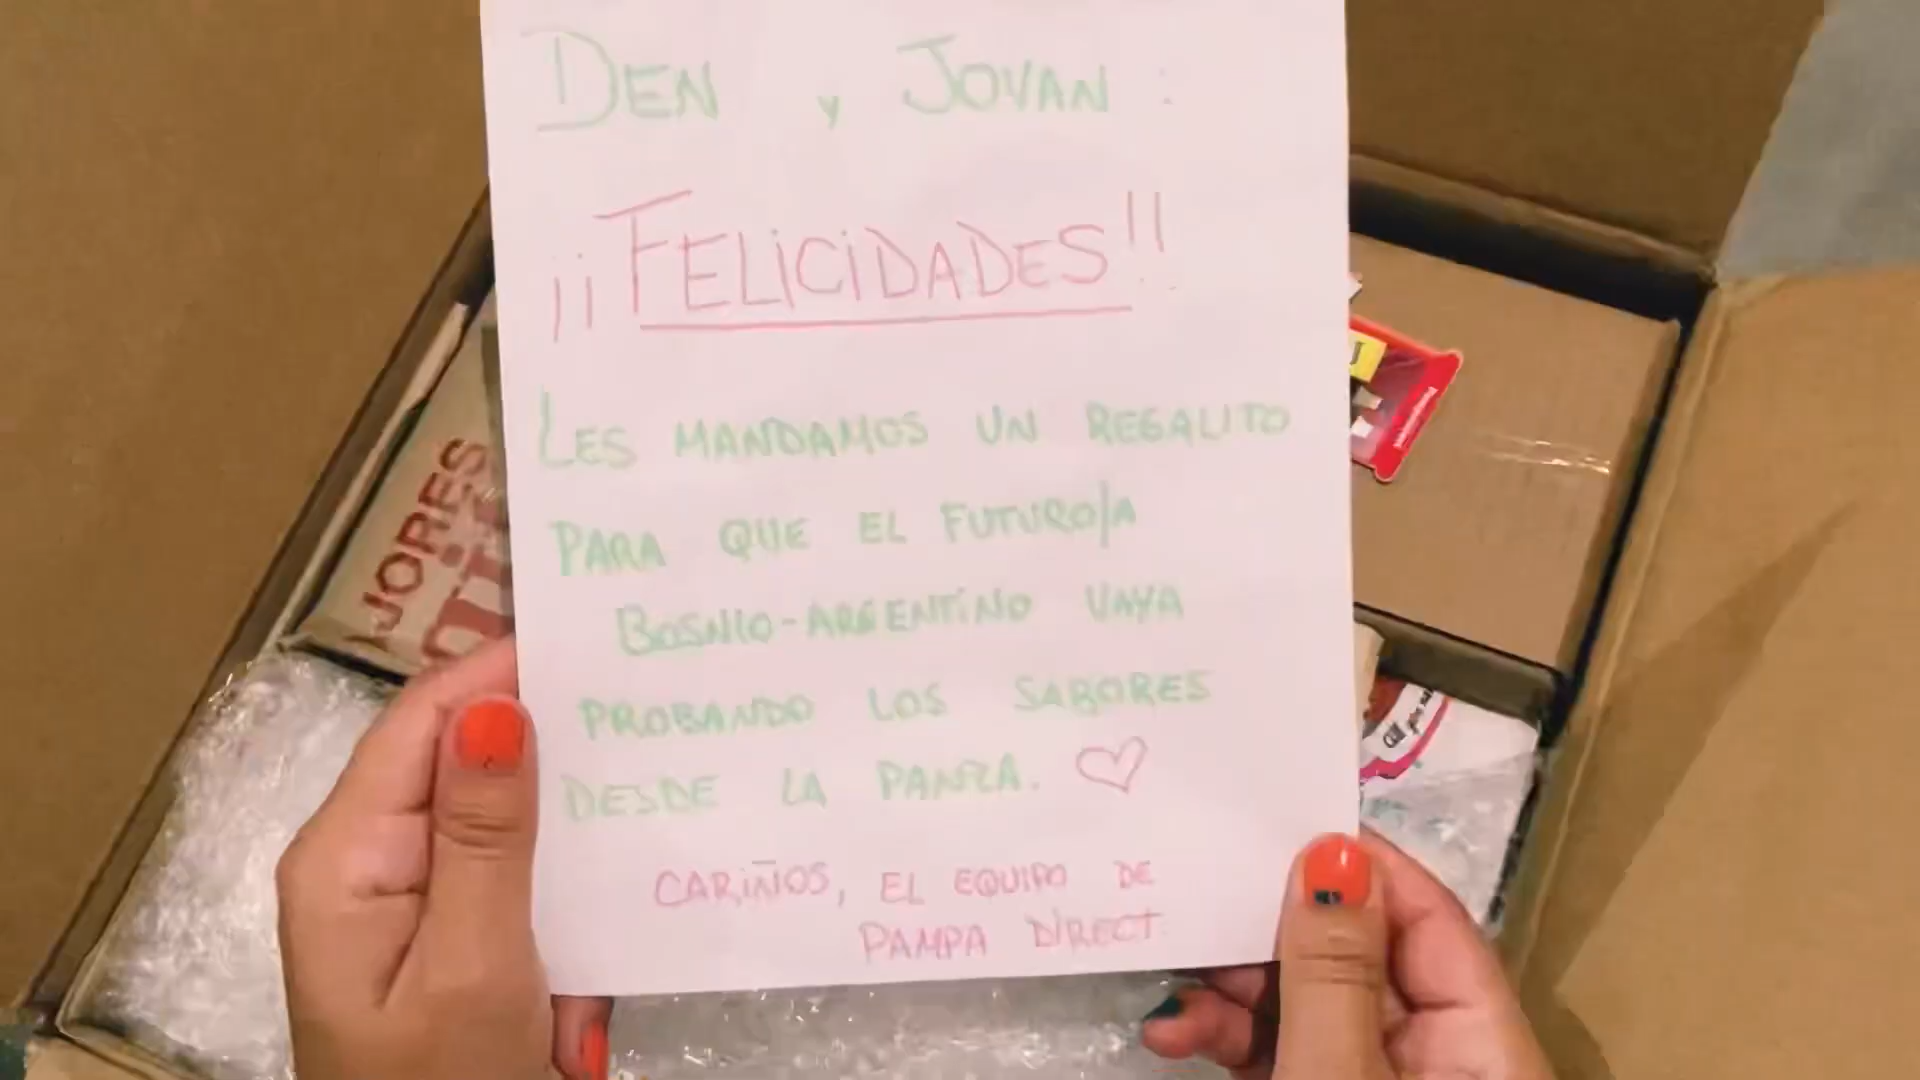 DEN y JOVAN :
¡¡FELICIDADES!!
LES MANDAMOS UN REGALITO
PARA QUE EL FUTURO/A
BOSNIO-ARGENTINO VAYA
PROBANDO LOS SABORES
DESDE LA PANZA. ♡
CARIÑOS, EL EQUIPO DE
PAMPA DIRECT.
JORES